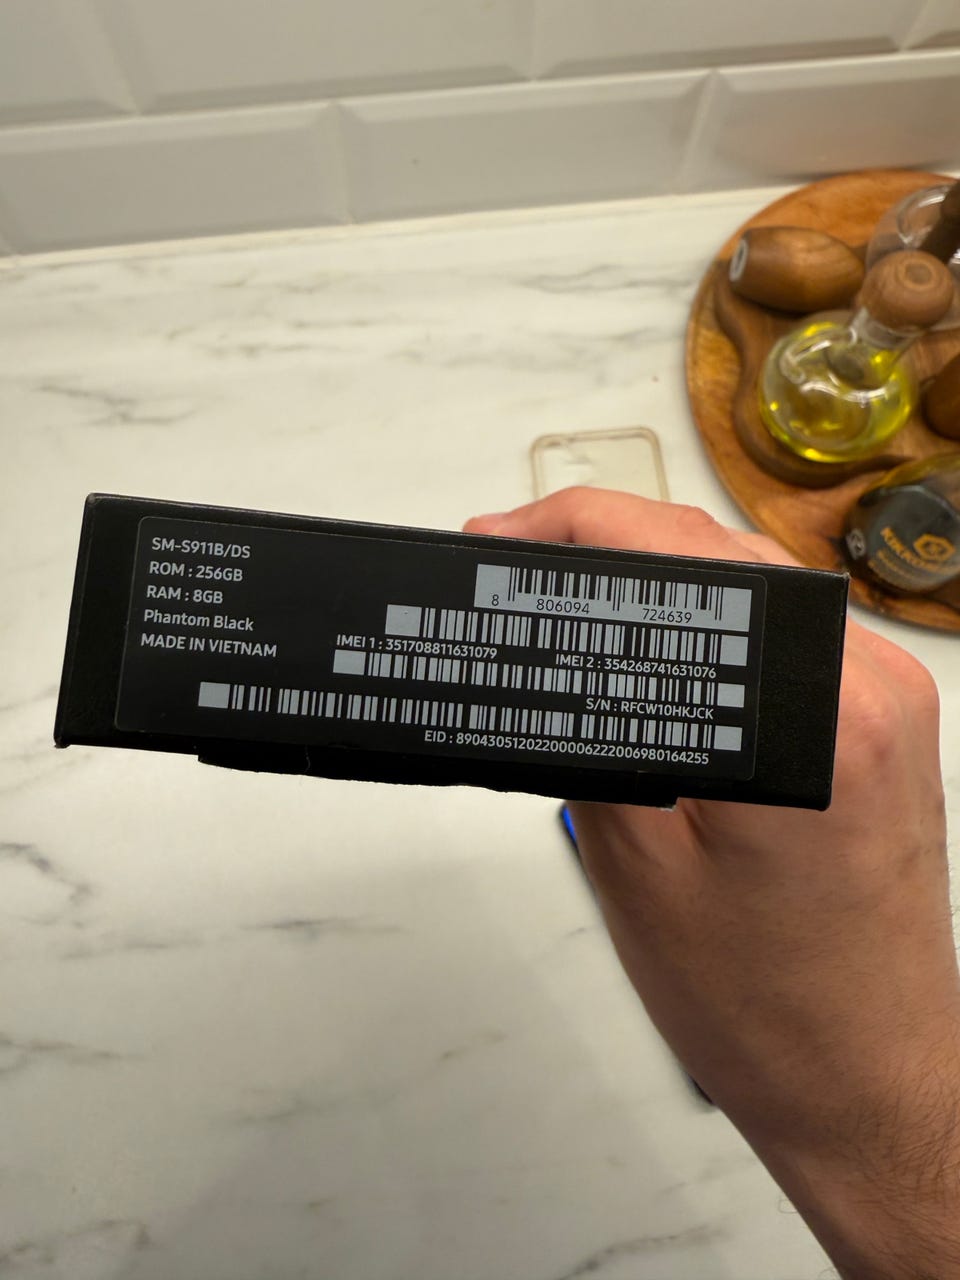 SM-S911B/DS
ROM : 256GB
RAM : 8GB
Phantom Black
MADE IN VIETNAM
8 806094 724639
IMEI 1 : 351708811631079
IMEI 2 : 354268741631076
S/N : RFCW10HKJCK
EID : 89043051202200006222006980164255
KIKKOMAN